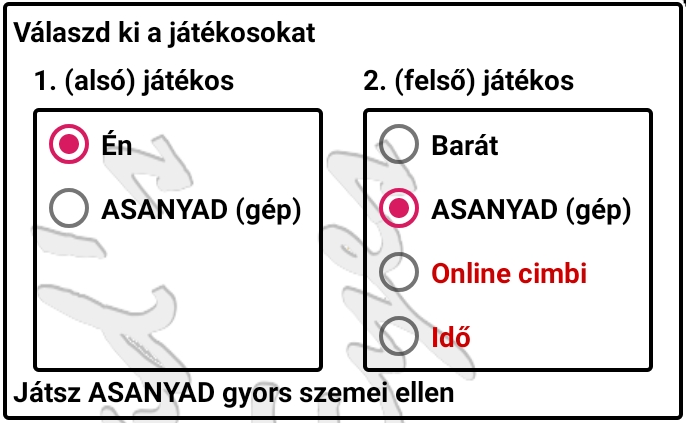 Válaszd ki a játékosokat
1. (alsó) játékos
2. (felső) játékos
Én
ASANYAD (gép)
Barát
ASANYAD (gép)
Online cimbi
Idő
Játsz ASANYAD gyors szemei ellen